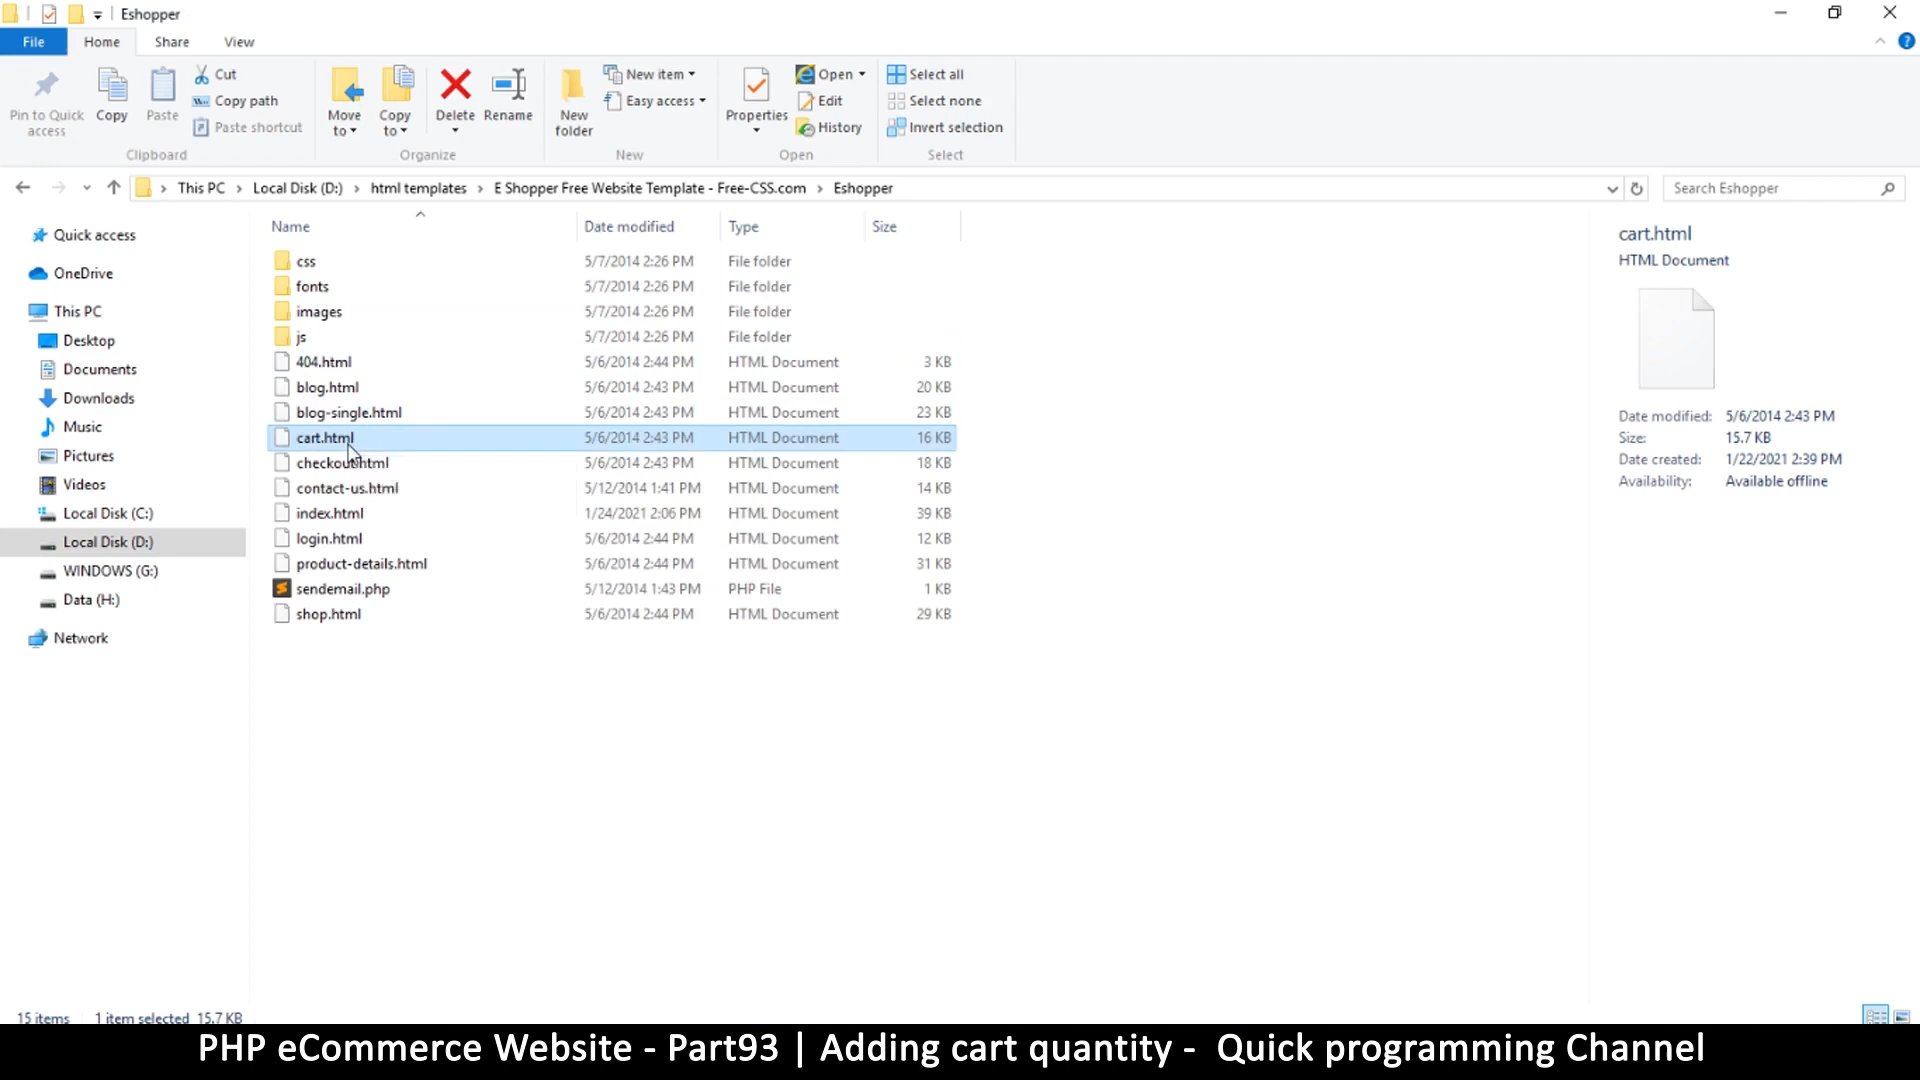 Eshopper
File Home Share View
Pin to Quick access
Copy
Paste
Cut
Copy path
Paste shortcut
Clipboard
Move to
Copy to
Delete
Rename
Organize
New folder
New item
Easy access
New
Properties
Open
Edit
History
Open
Select all
Select none
Invert selection
Select
This PC > Local Disk (D:) > html templates > E Shopper Free Website Template - Free-CSS.com > Eshopper
Search Eshopper
Quick access
OneDrive
This PC
Desktop
Documents
Downloads
Music
Pictures
Videos
Local Disk (C:)
Local Disk (D:)
WINDOWS (G:)
Data (H:)
Network
Name Date modified Type Size
css 5/7/2014 2:26 PM File folder
fonts 5/7/2014 2:26 PM File folder
images 5/7/2014 2:26 PM File folder
js 5/7/2014 2:26 PM File folder
404.html 5/6/2014 2:44 PM HTML Document 3 KB
blog.html 5/6/2014 2:43 PM HTML Document 20 KB
blog-single.html 5/6/2014 2:43 PM HTML Document 23 KB
cart.html 5/6/2014 2:43 PM HTML Document 16 KB
checkout.html 5/6/2014 2:43 PM HTML Document 18 KB
contact-us.html 5/12/2014 1:41 PM HTML Document 14 KB
index.html 1/24/2021 2:06 PM HTML Document 39 KB
login.html 5/6/2014 2:44 PM HTML Document 12 KB
product-details.html 5/6/2014 2:44 PM HTML Document 31 KB
sendemail.php 5/12/2014 1:43 PM PHP File 1 KB
shop.html 5/6/2014 2:44 PM HTML Document 29 KB
cart.html
HTML Document
Date modified: 5/6/2014 2:43 PM
Size: 15.7 KB
Date created: 1/22/2021 2:39 PM
Availability: Available offline
15 items 1 item selected 15.7 KB
PHP eCommerce Website - Part93 | Adding cart quantity - Quick programming Channel